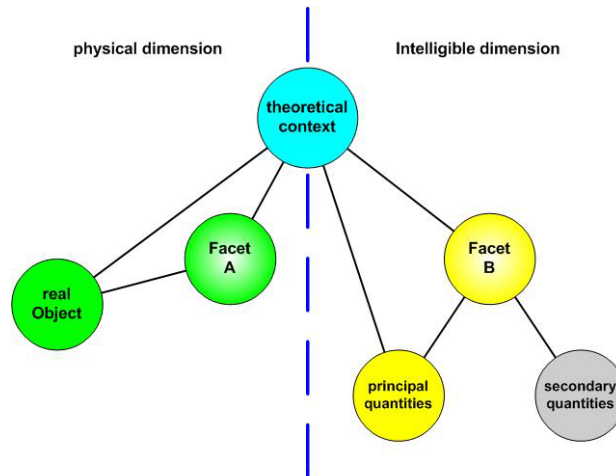 physical dimension
Intelligible dimension
theoretical
context
Facet
A
Facet
B
real
Object
principal
quantities
secondary
quantities